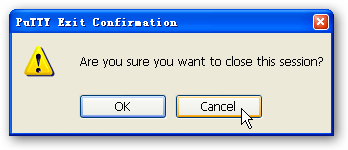 PuTTY Exit Confirmation
Are you sure you want to close this session?
OK
Cancel